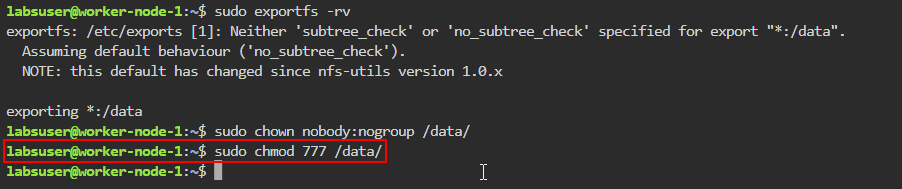 labsuser@worker-node-1:~$ sudo exportfs -rv
exportfs: /etc/exports [1]: Neither 'subtree_check' or 'no_subtree_check' specified for export "*:/data".
  Assuming default behaviour ('no_subtree_check').
  NOTE: this default has changed since nfs-utils version 1.0.x

exporting *:/data
labsuser@worker-node-1:~$ sudo chown nobody:nogroup /data/
labsuser@worker-node-1:~$ sudo chmod 777 /data/
labsuser@worker-node-1:~$